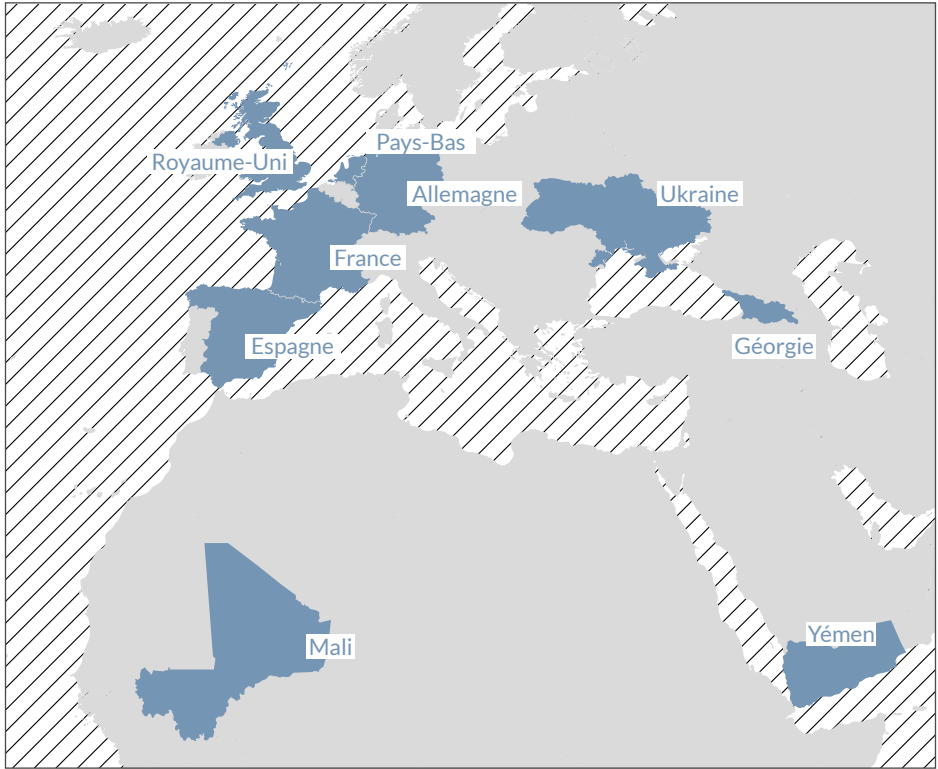 Pays-Bas
Royaume-Uni
Allemagne
Ukraine
France
Espagne
Géorgie
Yémen
Mali